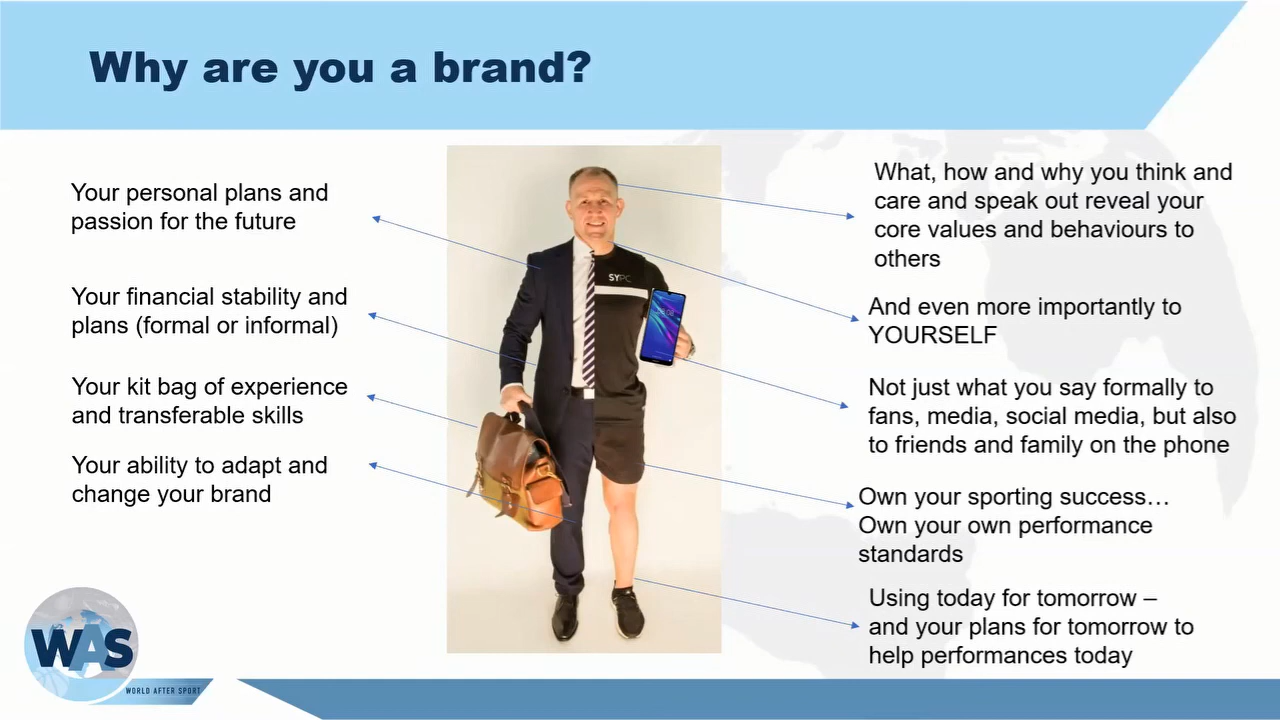 Why are you a brand?
Your personal plans and
passion for the future
Your financial stability and
plans (formal or informal)
Your kit bag of experience
and transferable skills
Your ability to adapt and
change your brand
SYPC
What, how and why you think and
care and speak out reveal your
core values and behaviours to
others
And even more importantly to
YOURSELF
Not just what you say formally to
fans, media, social media, but also
to friends and family on the phone
Own your sporting success…
Own your own performance
standards
Using today for tomorrow –
and your plans for tomorrow to
help performances today
WAS
WORLD AFTER SPORT